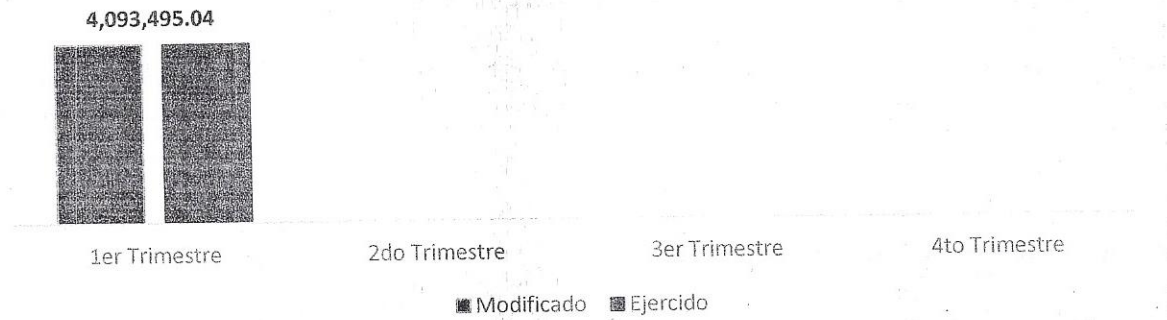 4,093,495.04
1er Trimestre 2do Trimestre 3er Trimestre 4to Trimestre
Modificado Ejercido